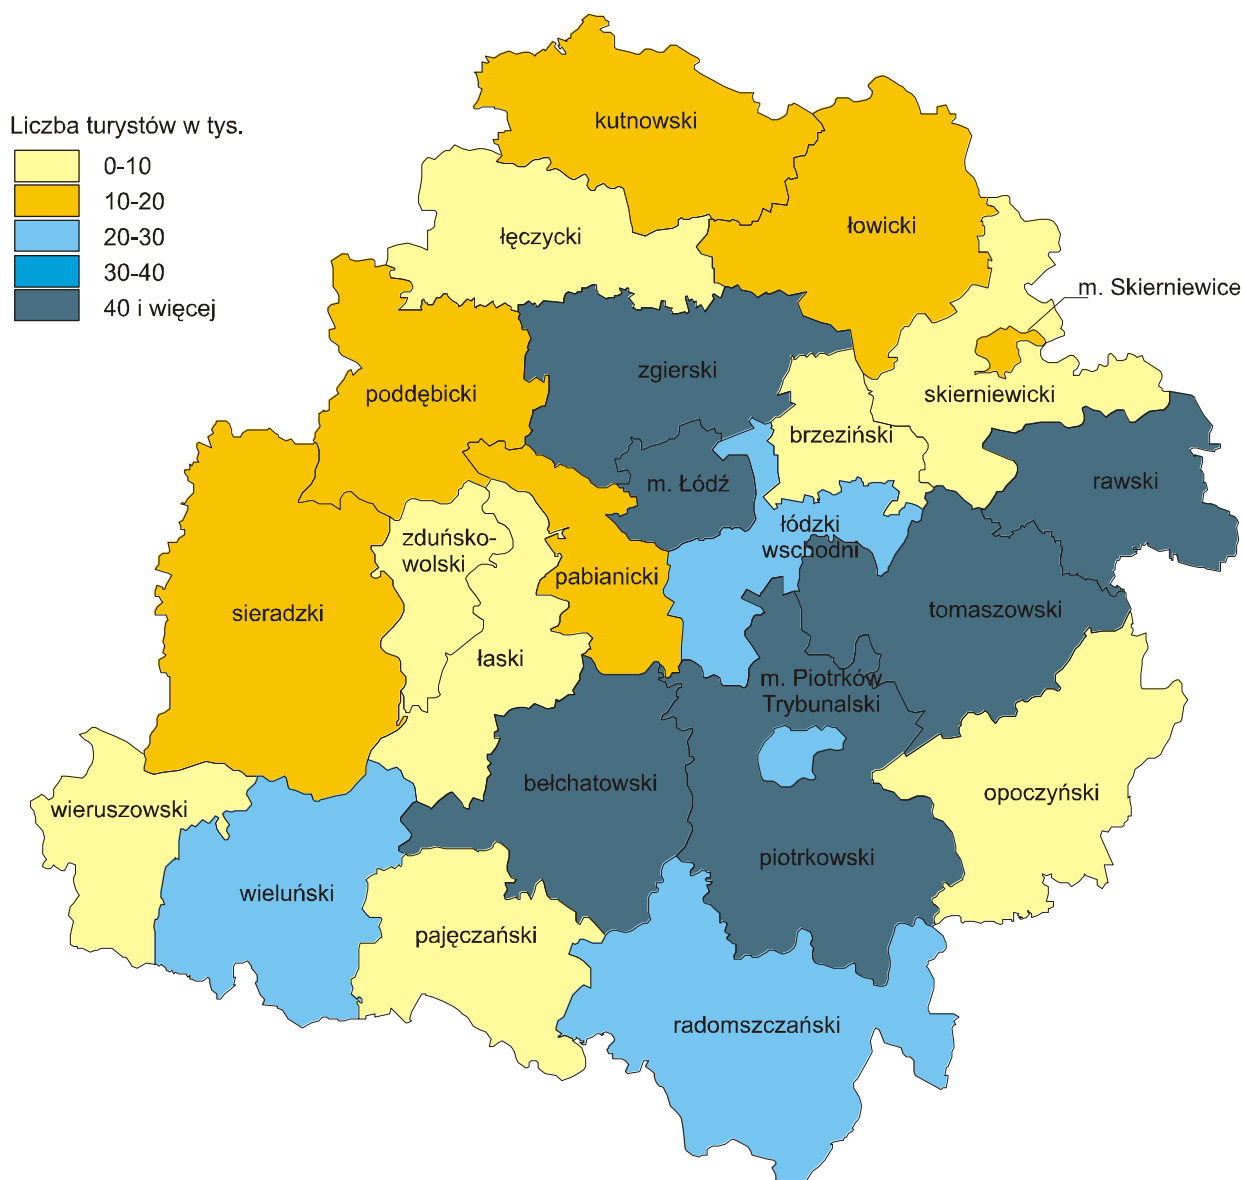 Liczba turystów w tys.
0-10
10-20
20-30
30-40
40 i więcej
kutnowski
łowicki
łęczycki
m. Skierniewice
zgierski
poddębicki
skierniewicki
brzeziński
rawski
m. Łódź
łódzki
wschodni
zduńsko-
wolski
pabianicki
sieradzki
tomaszowski
łaski
m. Piotrków
Trybunalski
bełchatowski
opoczyński
wieruszowski
piotrkowski
wieluński
pajęczański
radomszczański